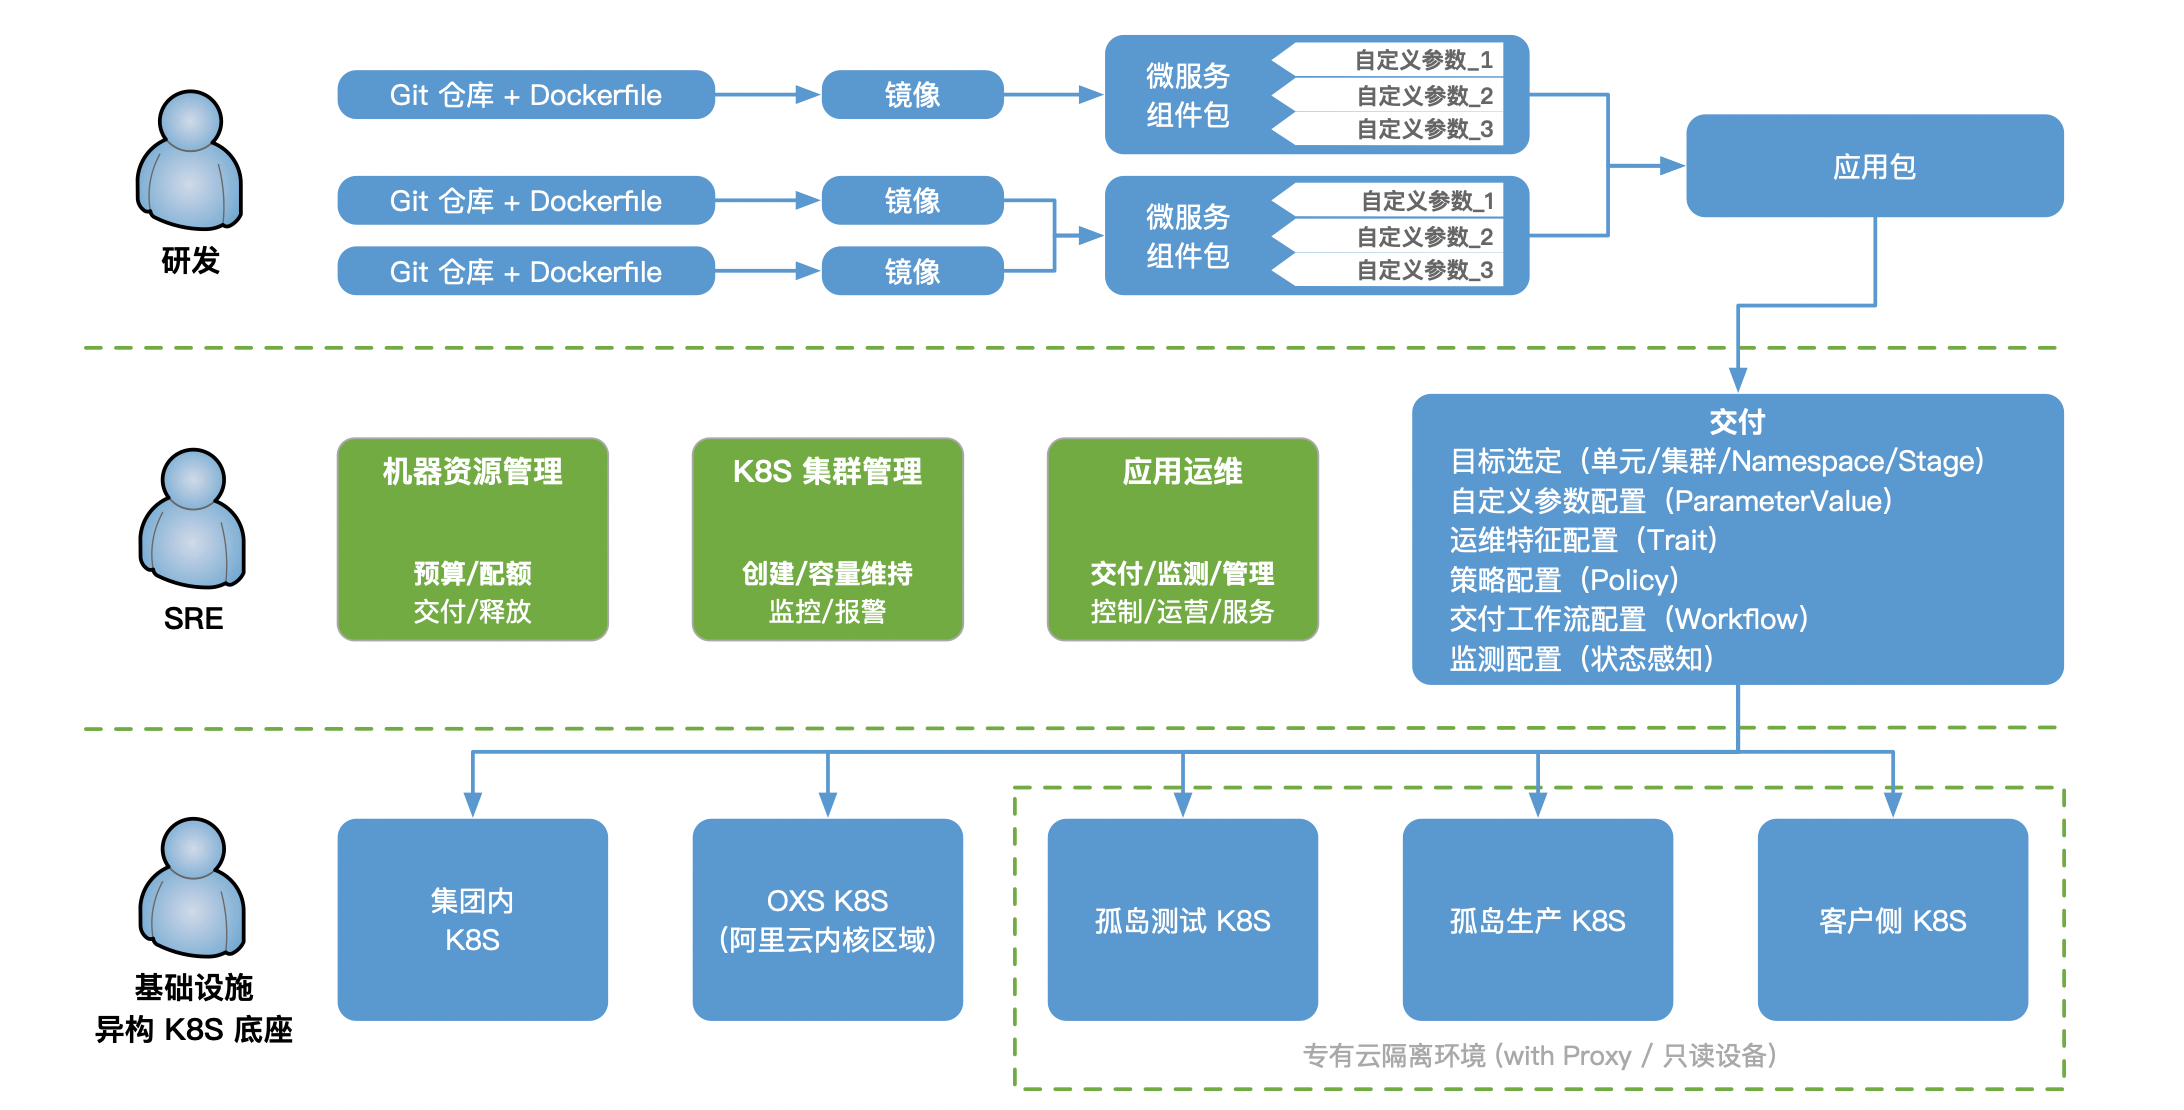 Git 仓库 + Dockerfile
镜像
微服务
组件包
自定义参数_1
自定义参数_2
自定义参数_3
Git 仓库 + Dockerfile
镜像
Git 仓库 + Dockerfile
镜像
微服务
组件包
自定义参数_1
自定义参数_2
自定义参数_3
应用包
研发
机器资源管理
预算/配额
交付/释放
K8S 集群管理
创建/容量维持
监控/报警
应用运维
交付/监测/管理
控制/运营/服务
交付
目标选定（单元/集群/Namespace/Stage）
自定义参数配置（ParameterValue）
运维特征配置（Trait）
策略配置（Policy）
交付工作流配置（Workflow）
监测配置（状态感知）
SRE
集团内
K8S
OXS K8S
（阿里云内核区域）
孤岛测试 K8S
孤岛生产 K8S
客户侧 K8S
专有云隔离环境 (with Proxy / 只读设备)
基础设施
异构 K8S 底座